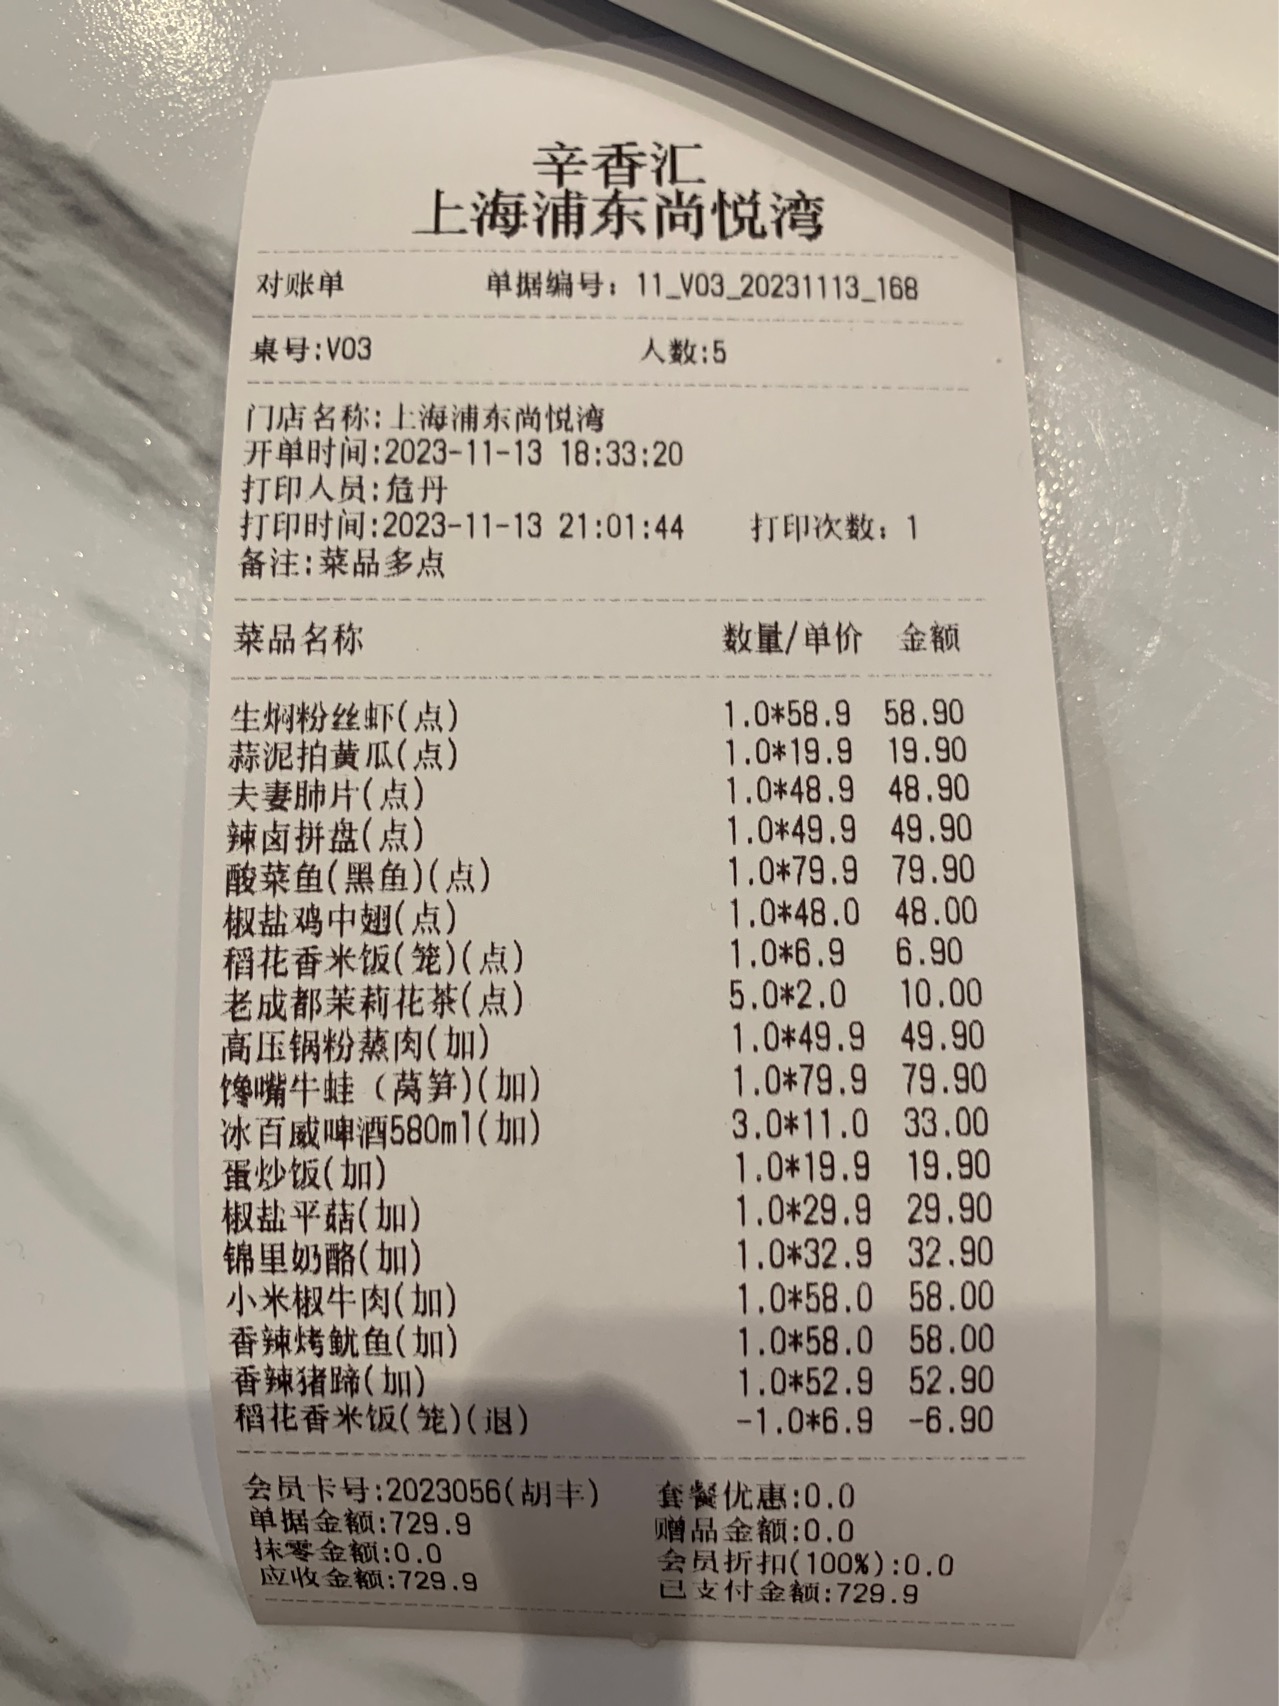 辛香汇
上海浦东尚悦湾
对账单 单据编号：11_V03_20231113_168
桌号:V03 人数:5
门店名称:上海浦东尚悦湾
开单时间:2023-11-13 18:33:20
打印人员:危丹
打印时间:2023-11-13 21:01:44 打印次数：1
备注:菜品多点
菜品名称 数量/单价 金额
生焖粉丝虾(点) 1.0*58.9 58.90
蒜泥拍黄瓜(点) 1.0*19.9 19.90
夫妻肺片(点) 1.0*48.9 48.90
辣卤拼盘(点) 1.0*49.9 49.90
酸菜鱼(黑鱼)(点) 1.0*79.9 79.90
椒盐鸡中翅(点) 1.0*48.0 48.00
稻花香米饭(笼)(点) 1.0*6.9 6.90
老成都茉莉花茶(点) 5.0*2.0 10.00
高压锅粉蒸肉(加) 1.0*49.9 49.90
馋嘴牛蛙（莴笋)(加) 1.0*79.9 79.90
冰百威啤酒580ml(加) 3.0*11.0 33.00
蛋炒饭(加) 1.0*19.9 19.90
椒盐平菇(加) 1.0*29.9 29.90
锦里奶酪(加) 1.0*32.9 32.90
小米椒牛肉(加) 1.0*58.0 58.00
香辣烤鱿鱼(加) 1.0*58.0 58.00
香辣猪蹄(加) 1.0*52.9 52.90
稻花香米饭(笼)(退) -1.0*6.9 -6.90
会员卡号:2023056(胡丰) 套餐优惠:0.0
单据金额:729.9 赠品金额:0.0
抹零金额:0.0 会员折扣(100%):0.0
应收金额:729.9 已支付金额:729.9